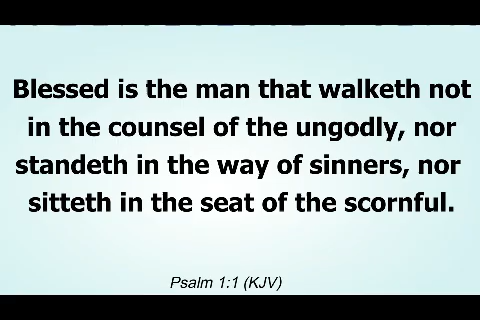 Blessed is the man that walketh not
in the counsel of the ungodly, nor
standeth in the way of sinners, nor
sitteth in the seat of the scornful.
Psalm 1:1 (KJV)